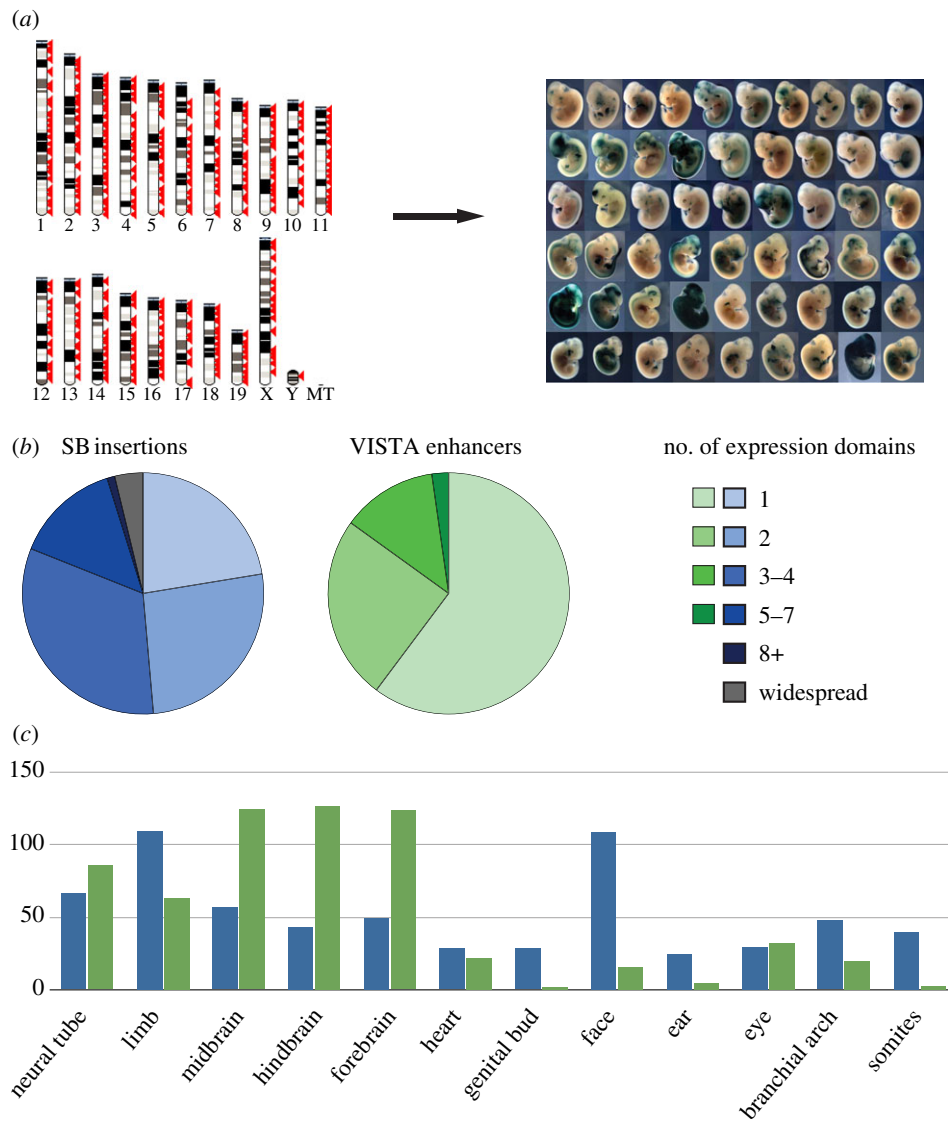 (a)
1 2 3 4 5 6 7 8 9 10 11
12 13 14 15 16 17 18 19 X Y MT
(b) SB insertions VISTA enhancers no. of expression domains
1
2
3–4
5–7
8+
widespread
(c)
150
100
50
0
neural tube
limb
midbrain
hindbrain
forebrain
heart
genital bud
face
ear
eye
branchial arch
somites